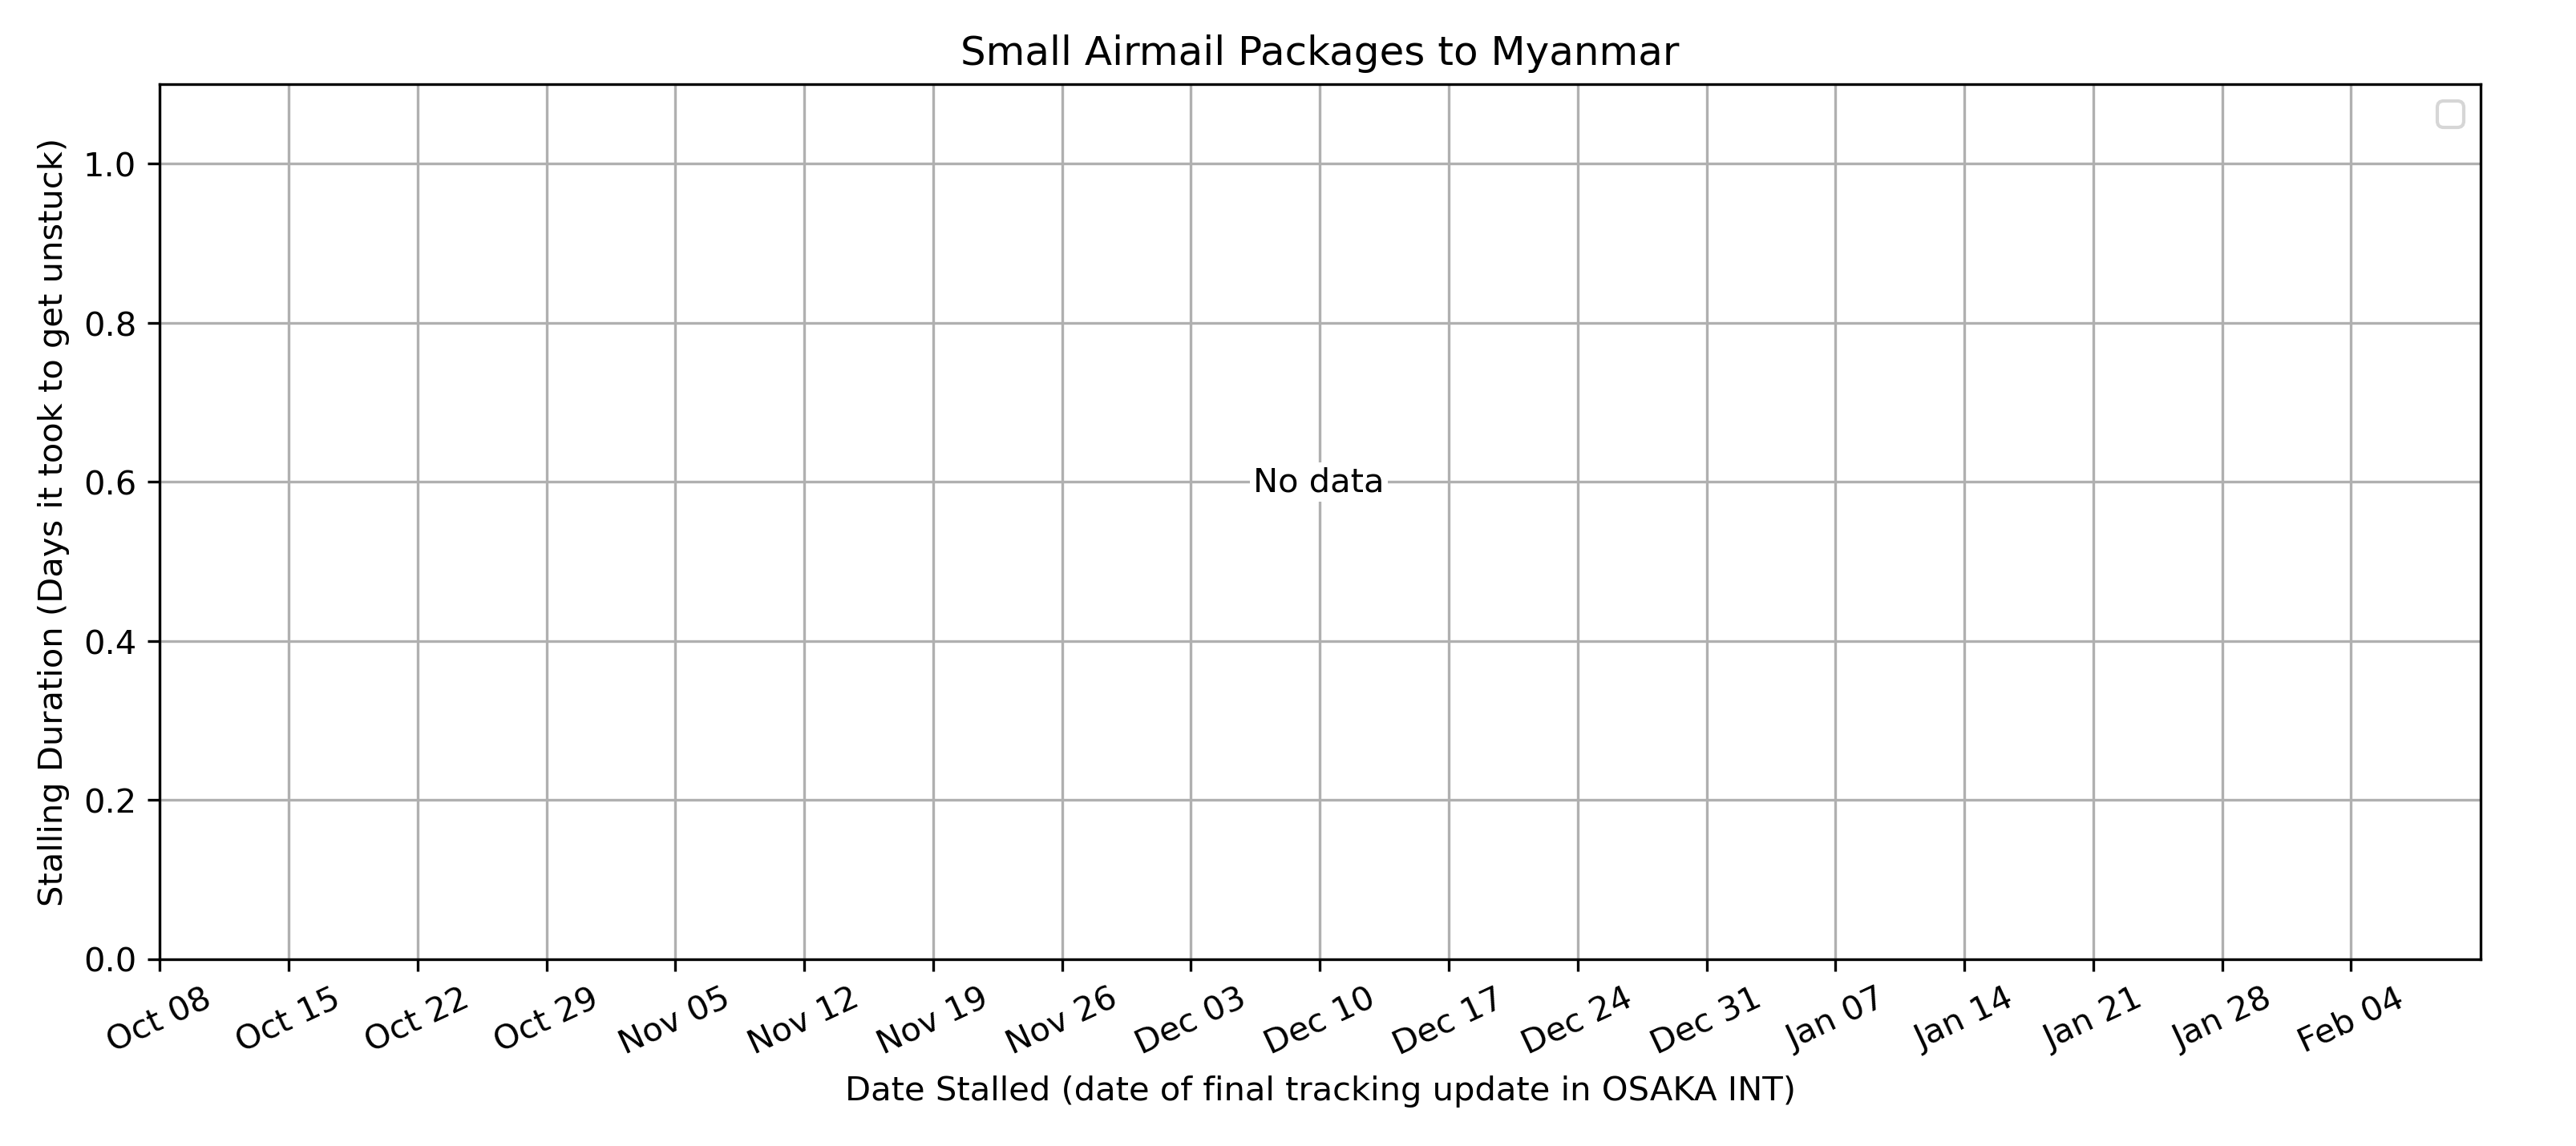 Small Airmail Packages to Myanmar
Stalling Duration (Days it took to get unstuck)
1.0
0.8
0.6
0.4
0.2
0.0
No data
Oct 08
Oct 15
Oct 22
Oct 29
Nov 05
Nov 12
Nov 19
Nov 26
Dec 03
Dec 10
Dec 17
Dec 24
Dec 31
Jan 07
Jan 14
Jan 21
Jan 28
Feb 04
Date Stalled (date of final tracking update in OSAKA INT)